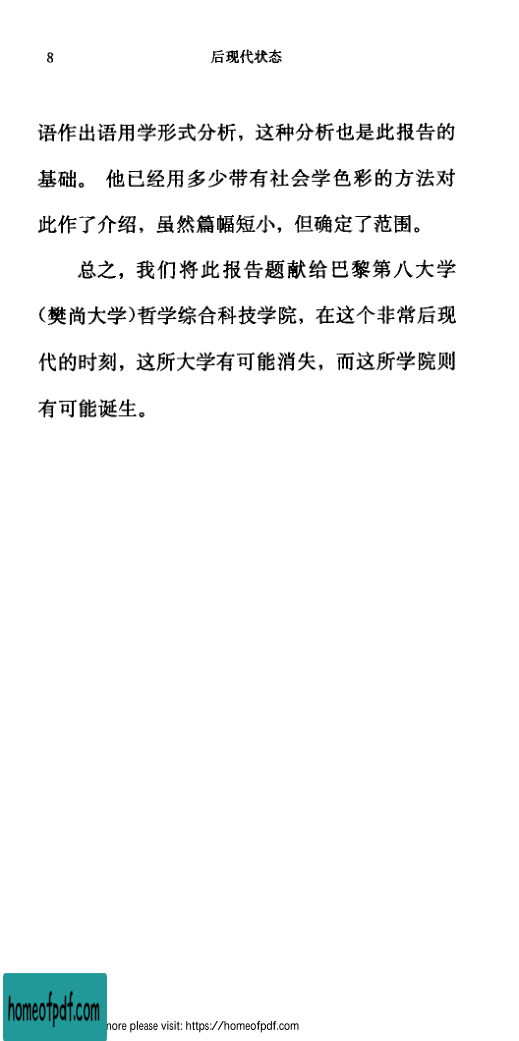 8 后现代状态
语作出语用学形式分析，这种分析也是此报告的
基础。 他已经用多少带有社会学色彩的方法对
此作了介绍，虽然篇幅短小，但确定了范围。
总之，我们将此报告题献给巴黎第八大学
（樊尚大学）哲学综合科技学院，在这个非常后现
代的时刻，这所大学有可能消失，而这所学院则
有可能诞生。
homeofpdf.com
more please visit: https://homeofpdf.com